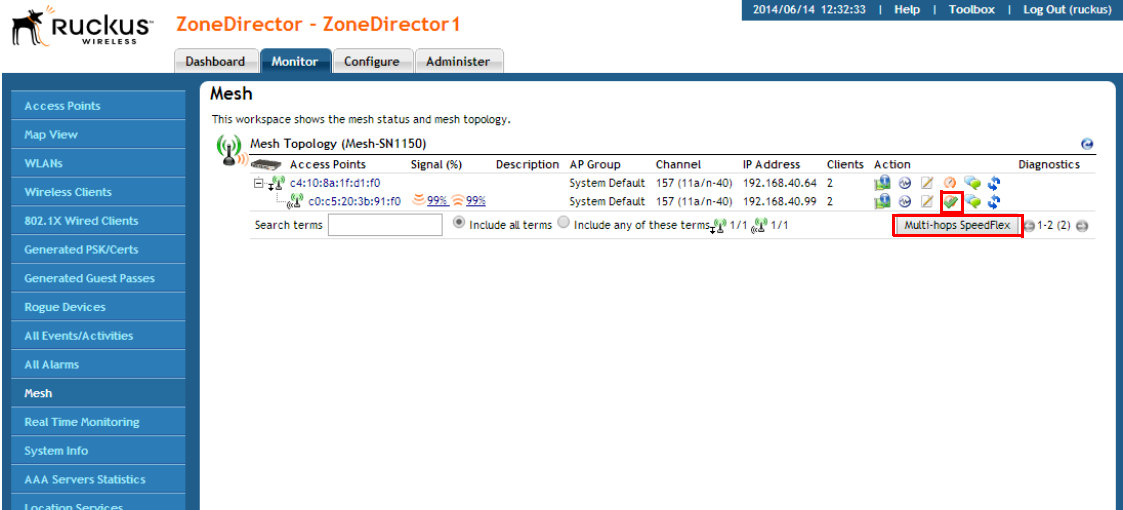 2014/06/14 12:32:33 | Help | Toolbox | Log Out (ruckus)
Ruckus WIRELESS
ZoneDirector - ZoneDirector1
Dashboard Monitor Configure Administer
Access Points
Map View
WLANs
Wireless Clients
802.1X Wired Clients
Generated PSK/Certs
Generated Guest Passes
Rogue Devices
All Events/Activities
All Alarms
Mesh
Real Time Monitoring
System Info
AAA Servers Statistics
Location Services
Mesh
This workspace shows the mesh status and mesh topology.
Mesh Topology (Mesh-SN1150)
Access Points Signal (%) Description AP Group Channel IP Address Clients Action Diagnostics
c4:10:8a:1f:d1:f0 System Default 157 (11a/n-40) 192.168.40.64 2
c0:c5:20:3b:91:f0 99% 99% System Default 157 (11a/n-40) 192.168.40.99 2
Search terms Include all terms Include any of these terms 1/1 1/1 Multi-hops SpeedFlex 1-2 (2)